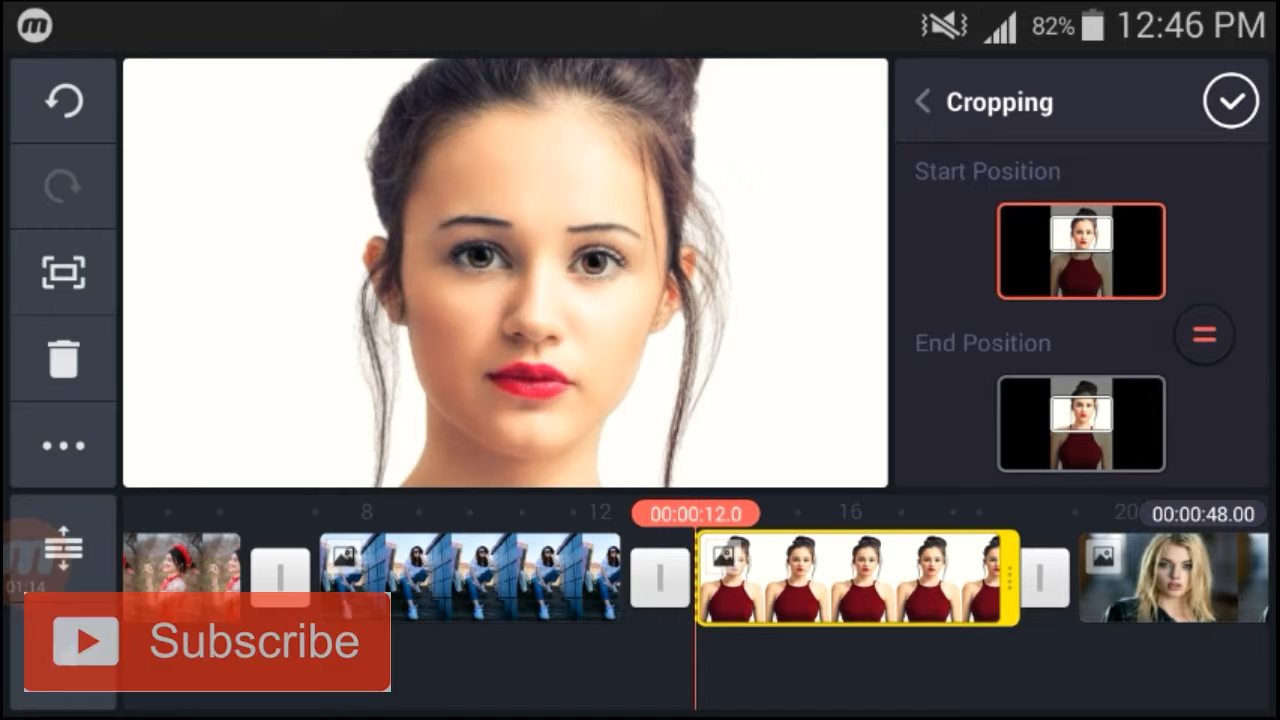 m
82% 12:46 PM
Cropping
Start Position
End Position
8
12
00:00:12.0
16
20
00:00:48.00
01:14
Subscribe